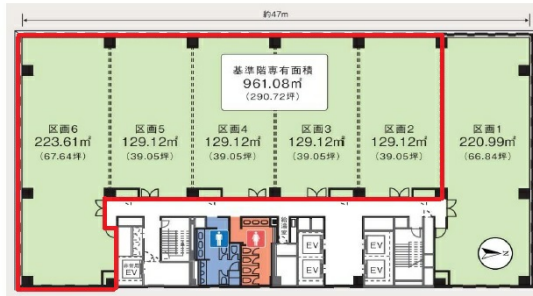 約47m
基準階専有面積
961.08㎡
(290.72坪)
区画6
223.61㎡
(67.64坪)
区画5
129.12㎡
(39.05坪)
区画4
129.12㎡
(39.05坪)
区画3
129.12㎡
(39.05坪)
区画2
129.12㎡
(39.05坪)
区画1
220.99㎡
(66.84坪)
給湯室
EV
EV
EV
EV
EV
N